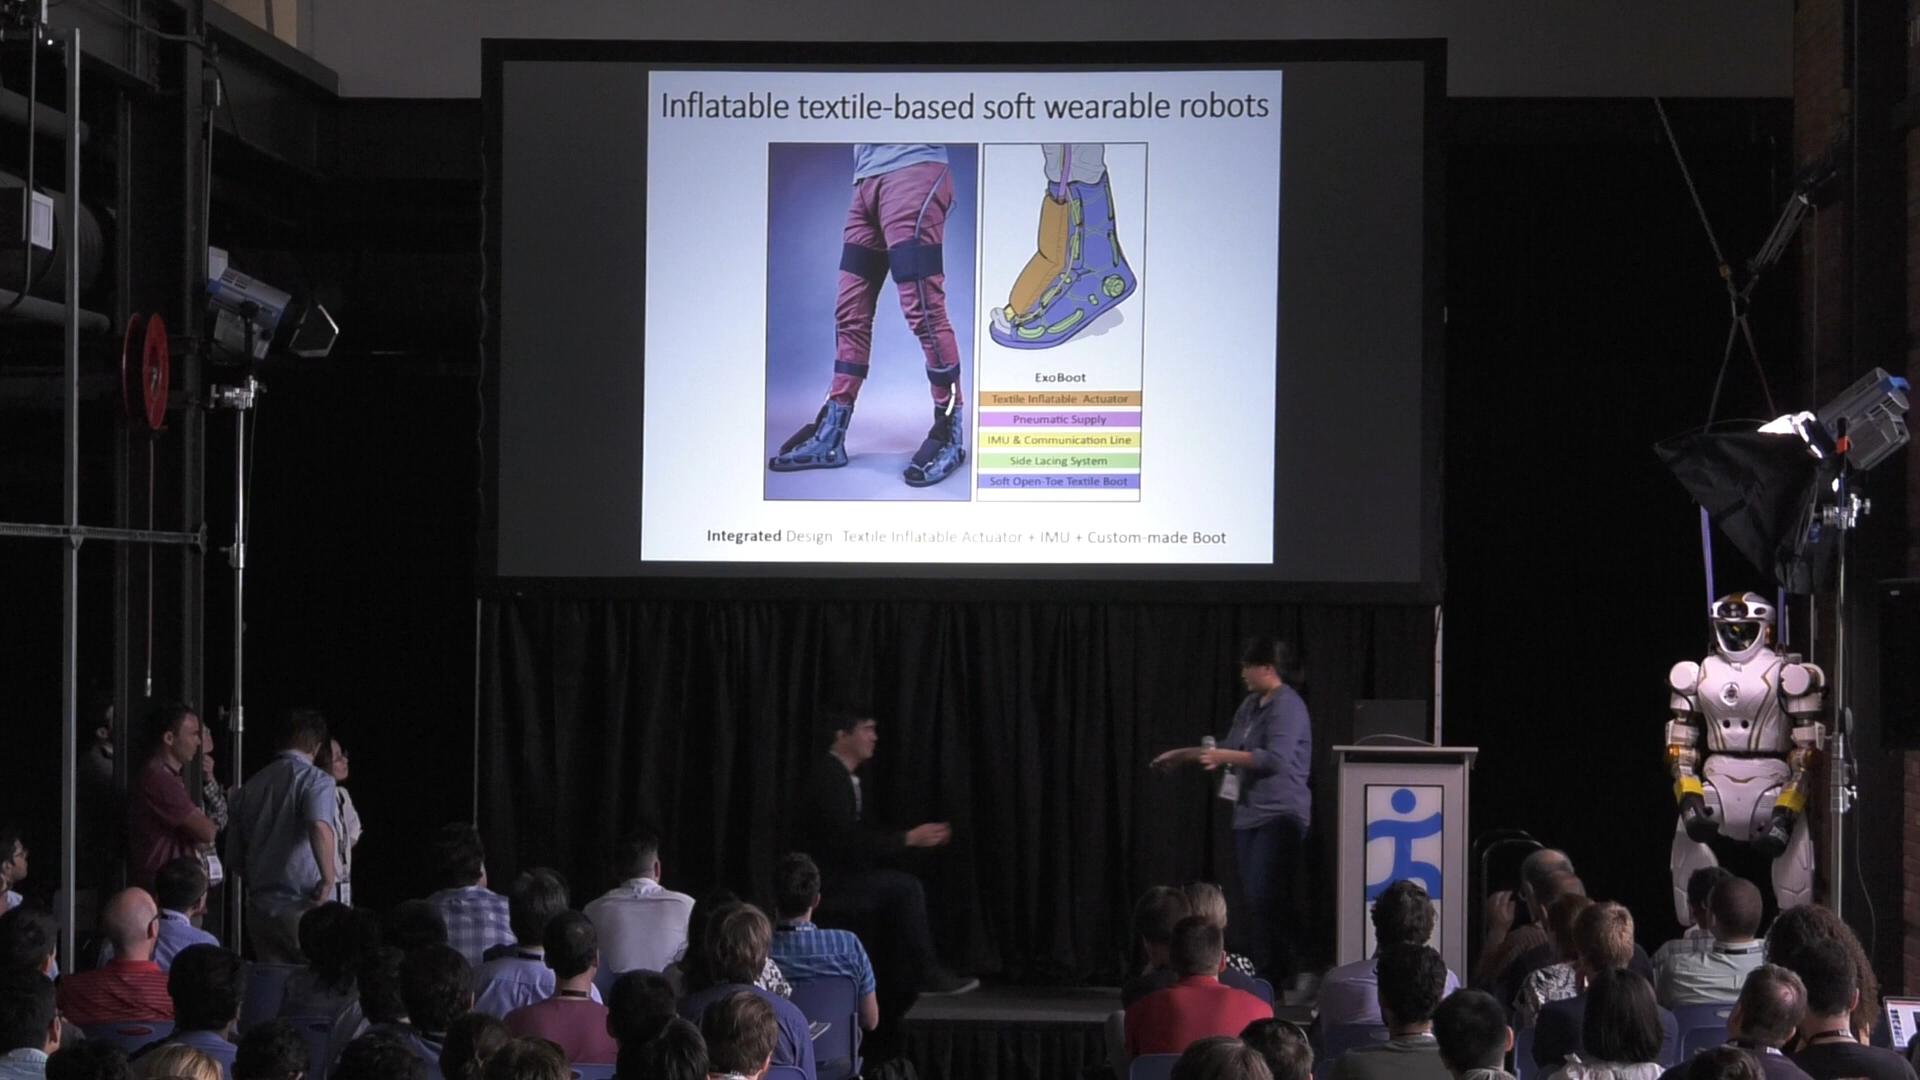 Inflatable textile-based soft wearable robots
ExoBoot
Textile Inflatable Actuator
Pneumatic Supply
IMU & Communication Line
Side Lacing System
Soft Open-Toe Textile Boot
Integrated Design Textile Inflatable Actuator + IMU + Custom-made Boot